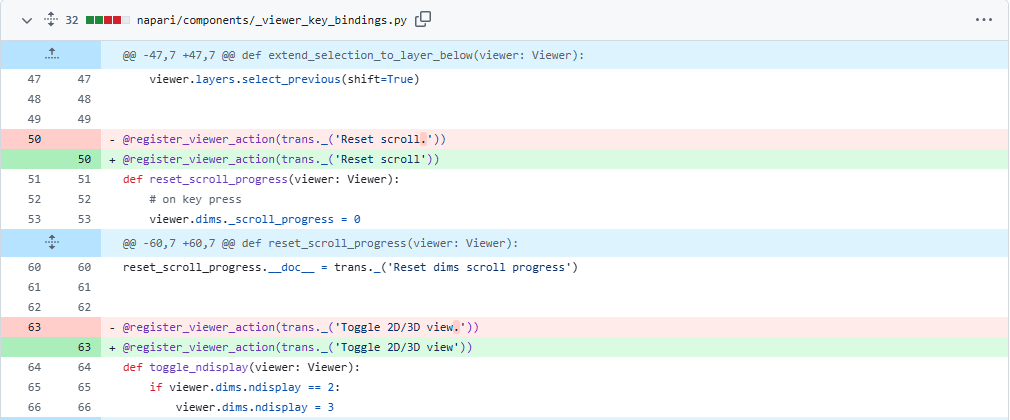 32 napari/components/_viewer_key_bindings.py
@@ -47,7 +47,7 @@ def extend_selection_to_layer_below(viewer: Viewer):
47 47 viewer.layers.select_previous(shift=True)
48 48
49 49
50 - @register_viewer_action(trans._('Reset scroll.'))
50 + @register_viewer_action(trans._('Reset scroll'))
51 51 def reset_scroll_progress(viewer: Viewer):
52 52 # on key press
53 53 viewer.dims._scroll_progress = 0
@@ -60,7 +60,7 @@ def reset_scroll_progress(viewer: Viewer):
60 60 reset_scroll_progress.__doc__ = trans._('Reset dims scroll progress')
61 61
62 62
63 - @register_viewer_action(trans._('Toggle 2D/3D view.'))
63 + @register_viewer_action(trans._('Toggle 2D/3D view'))
64 64 def toggle_ndisplay(viewer: Viewer):
65 65 if viewer.dims.ndisplay == 2:
66 66 viewer.dims.ndisplay = 3